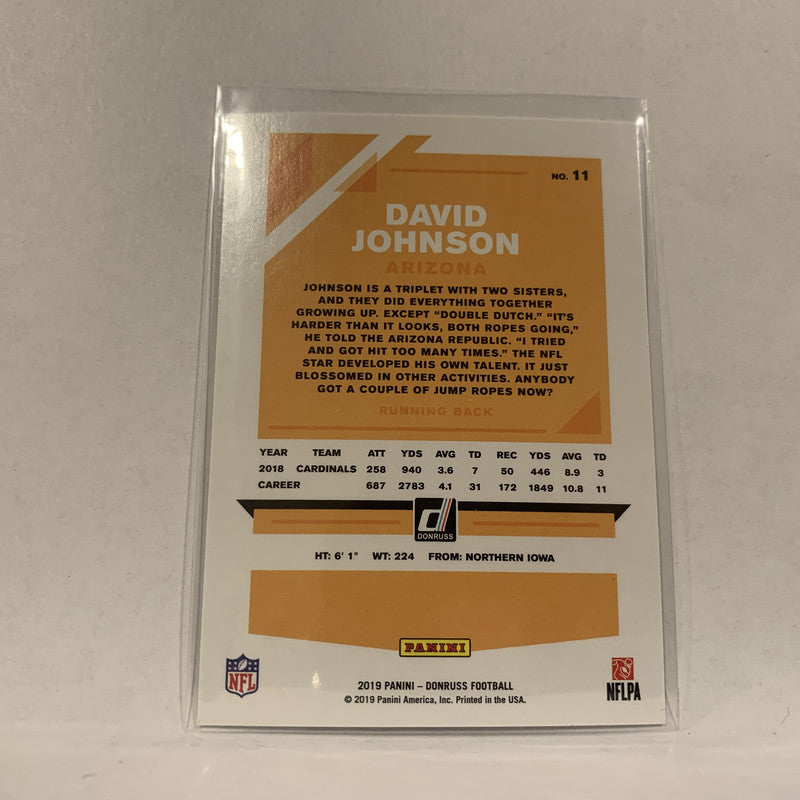 NO. 11
DAVID
JOHNSON
ARIZONA
JOHNSON IS A TRIPLET WITH TWO SISTERS,
AND THEY DID EVERYTHING TOGETHER
GROWING UP. EXCEPT “DOUBLE DUTCH.” “IT’S
HARDER THAN IT LOOKS, BOTH ROPES GOING,”
HE TOLD THE ARIZONA REPUBLIC. “I TRIED
AND GOT HIT TOO MANY TIMES.” THE NFL
STAR DEVELOPED HIS OWN TALENT. IT JUST
BLOSSOMED IN OTHER ACTIVITIES. ANYBODY
GOT A COUPLE OF JUMP ROPES NOW?
RUNNING BACK
YEAR TEAM ATT YDS AVG TD REC YDS AVG TD
2018 CARDINALS 258 940 3.6 7 50 446 8.9 3
CAREER 687 2783 4.1 31 172 1849 10.8 11
d
DONRUSS
HT: 6' 1" WT: 224 FROM: NORTHERN IOWA
PANINI
NFL
2019 PANINI – DONRUSS FOOTBALL
© 2019 Panini America, Inc. Printed in the USA.
NFLPA